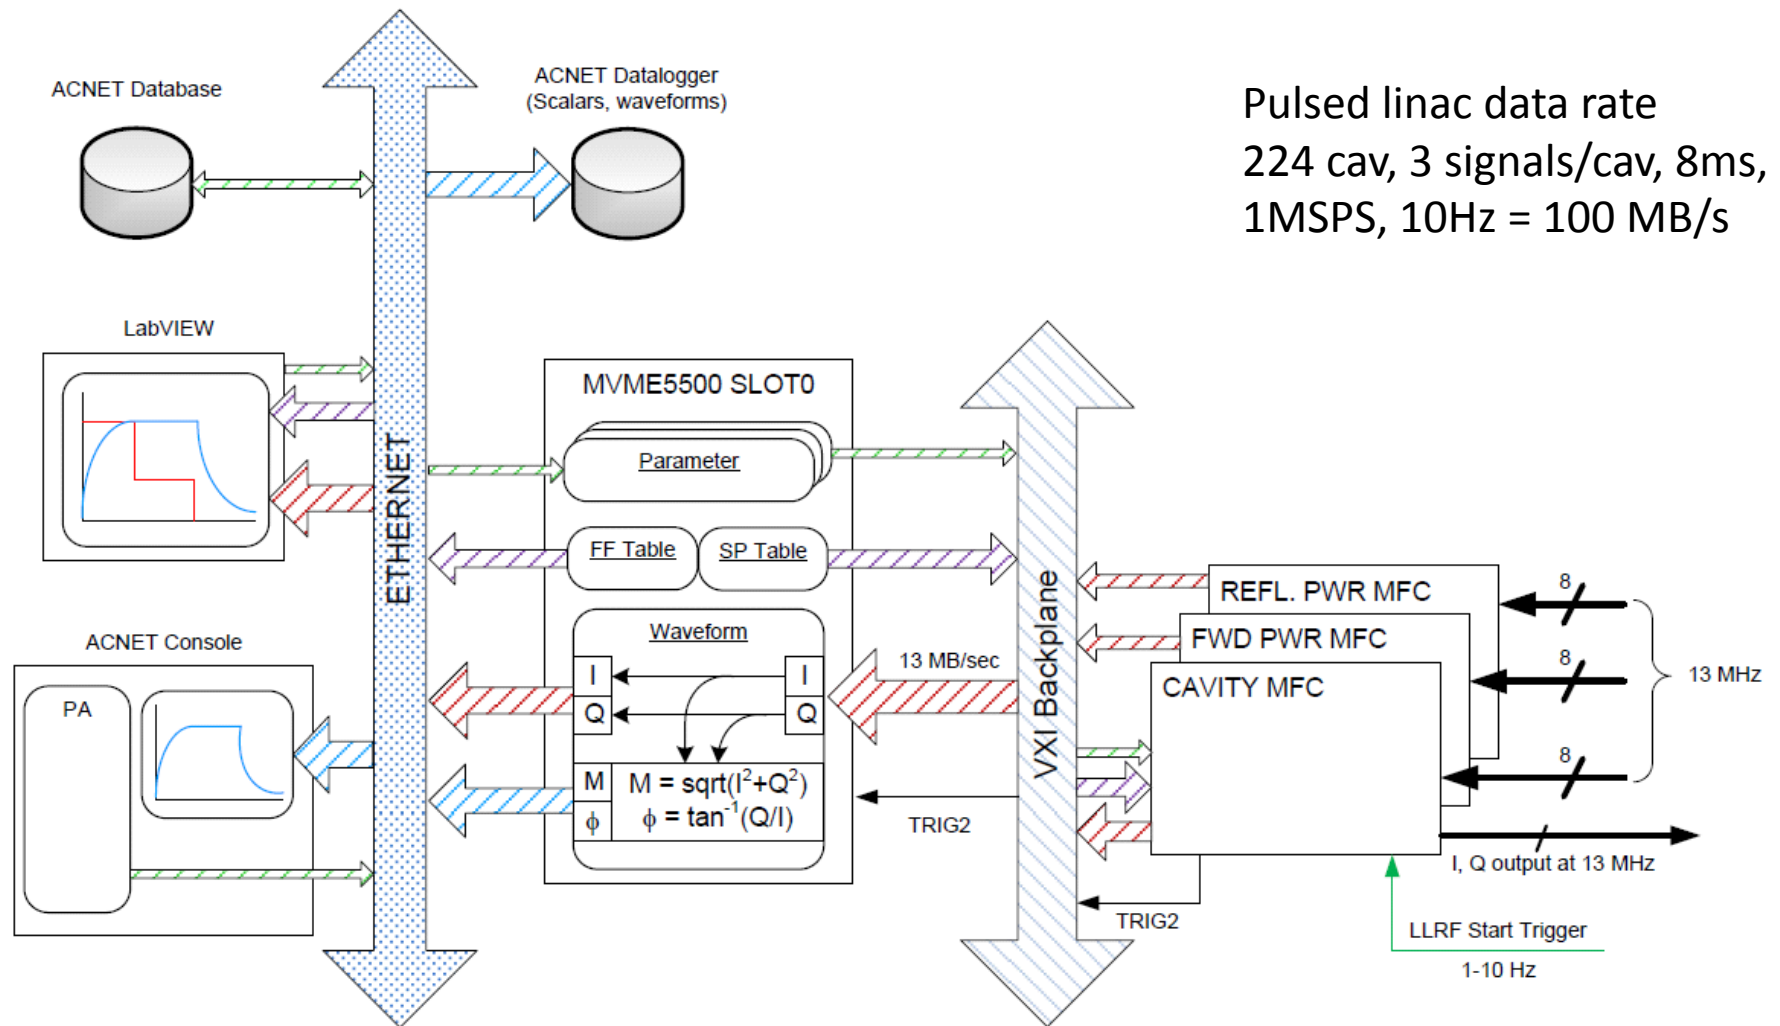 ACNET Database
ACNET Datalogger
(Scalars, waveforms)
Pulsed linac data rate
224 cav, 3 signals/cav, 8ms,
1MSPS, 10Hz = 100 MB/s
LabVIEW
ETHERNET
MVME5500 SLOT0
Parameter
FF Table
SP Table
Waveform
I
Q
I
Q
M
ϕ
M = sqrt(I²+Q²)
ϕ = tan⁻¹(Q/I)
13 MB/sec
TRIG2
VXI Backplane
REFL. PWR MFC
FWD PWR MFC
CAVITY MFC
8
8
8
13 MHz
I, Q output at 13 MHz
TRIG2
LLRF Start Trigger
1-10 Hz
ACNET Console
PA